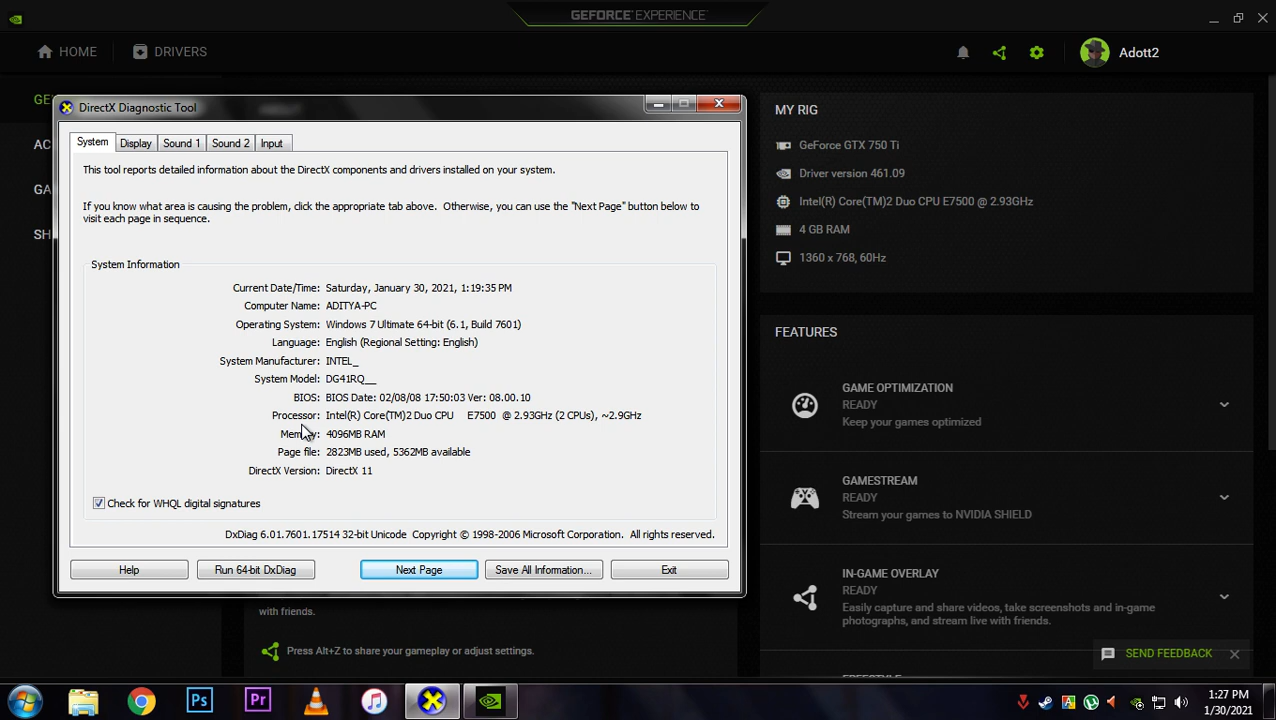 GEFORCE EXPERIENCE
HOME
DRIVERS
Adott2
GE
AC
GA
SH
DirectX Diagnostic Tool
System
Display
Sound 1
Sound 2
Input
This tool reports detailed information about the DirectX components and drivers installed on your system.
If you know what area is causing the problem, click the appropriate tab above. Otherwise, you can use the "Next Page" button below to
visit each page in sequence.
System Information
Current Date/Time: Saturday, January 30, 2021, 1:19:35 PM
Computer Name: ADITYA-PC
Operating System: Windows 7 Ultimate 64-bit (6.1, Build 7601)
Language: English (Regional Setting: English)
System Manufacturer: INTEL_
System Model: DG41RQ__
BIOS: BIOS Date: 02/08/08 17:50:03 Ver: 08.00.10
Processor: Intel(R) Core(TM)2 Duo CPU E7500 @ 2.93GHz (2 CPUs), ~2.9GHz
Memory: 4096MB RAM
Page file: 2823MB used, 5362MB available
DirectX Version: DirectX 11
Check for WHQL digital signatures
DxDiag 6.01.7601.17514 32-bit Unicode Copyright © 1998-2006 Microsoft Corporation. All rights reserved.
Help
Run 64-bit DxDiag
Next Page
Save All Information...
Exit
with friends.
Press Alt+Z to share your gameplay or adjust settings.
MY RIG
GeForce GTX 750 Ti
Driver version 461.09
Intel(R) Core(TM)2 Duo CPU E7500 @ 2.93GHz
4 GB RAM
1360 x 768, 60Hz
FEATURES
GAME OPTIMIZATION
READY
Keep your games optimized
GAMESTREAM
READY
Stream your games to NVIDIA SHIELD
IN-GAME OVERLAY
READY
Easily capture and share videos, take screenshots and in-game
photographs, and stream live with friends.
SEND FEEDBACK
Ps
Pr
1:27 PM
1/30/2021